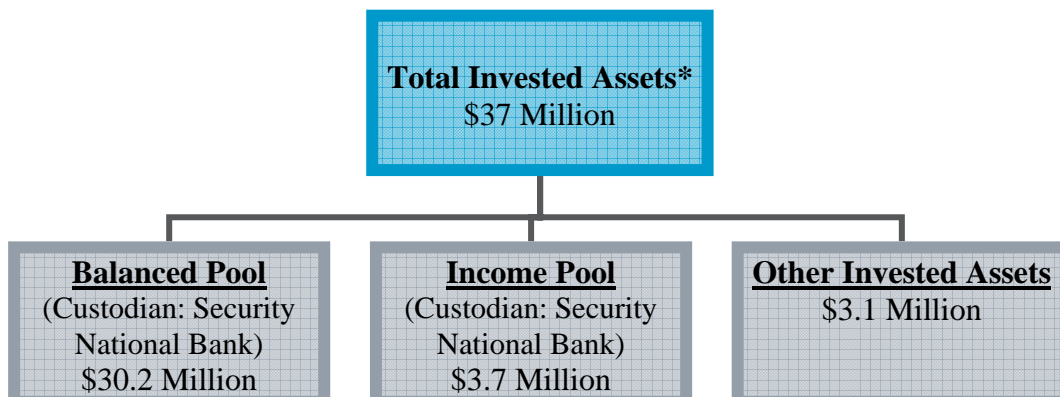 Total Invested Assets*
$37 Million
Balanced Pool
(Custodian: Security
National Bank)
$30.2 Million
Income Pool
(Custodian: Security
National Bank)
$3.7 Million
Other Invested Assets
$3.1 Million